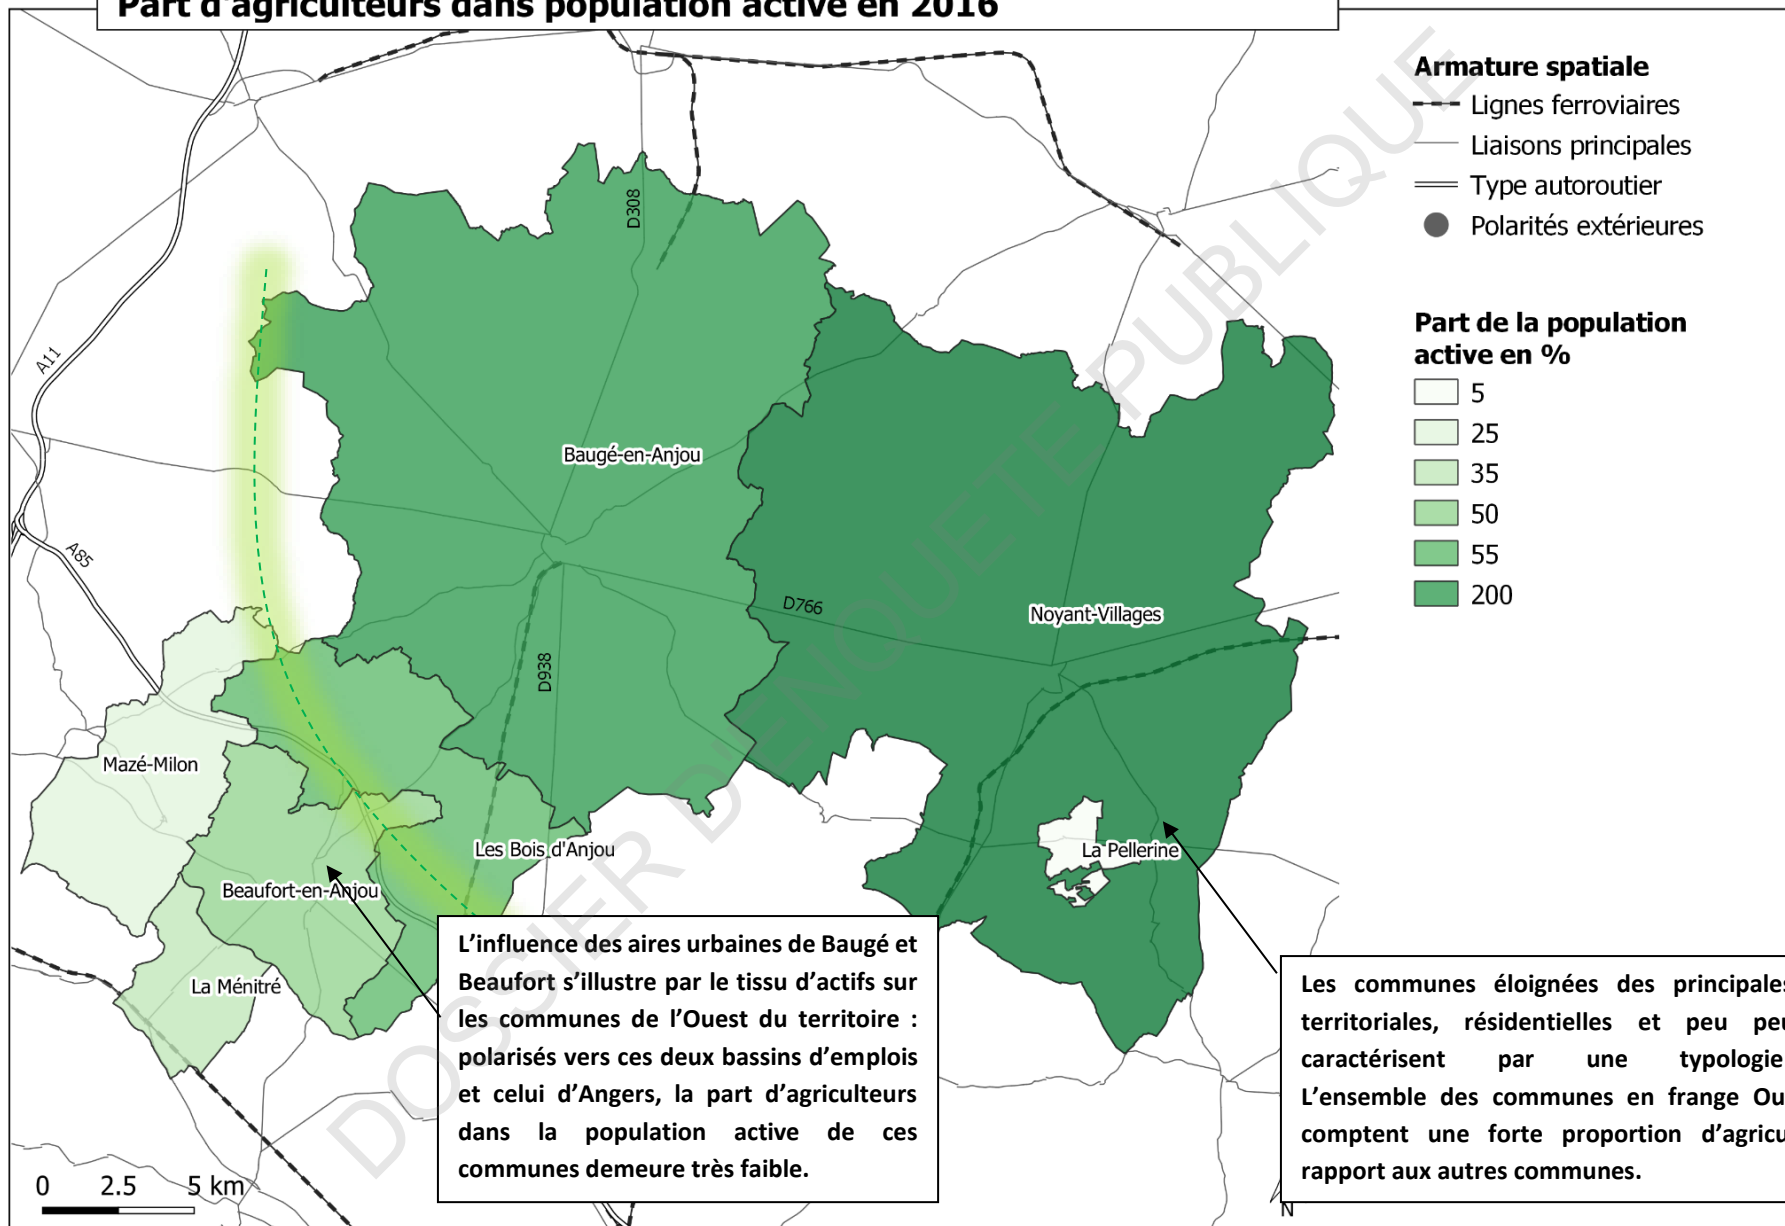 Part d'agriculteurs dans population active en 2016
Armature spatiale
Lignes ferroviaires
Liaisons principales
Type autoroutier
Polarités extérieures
Part de la population
active en %
5
25
35
50
55
200
A11
A85
D308
D766
D938
Baugé-en-Anjou
Noyant-Villages
Mazé-Milon
Les Bois d'Anjou
Beaufort-en-Anjou
La Ménitré
La Pellerine
L'influence des aires urbaines de Baugé et
Beaufort s'illustre par le tissu d'actifs sur
les communes de l'Ouest du territoire :
polarisés vers ces deux bassins d'emplois
et celui d'Angers, la part d'agriculteurs
dans la population active de ces
communes demeure très faible.
Les communes éloignées des principales
territoriales, résidentielles et peu peu
caractérisent par une typologie
L'ensemble des communes en frange Ou
comptent une forte proportion d'agricu
rapport aux autres communes.
0 2.5 5 km
N
DOSSIER D'ENQUETE PUBLIQUE